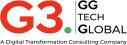 G3.
GG
TECH
GLOBAL
A Digital Transformation Consulting Company